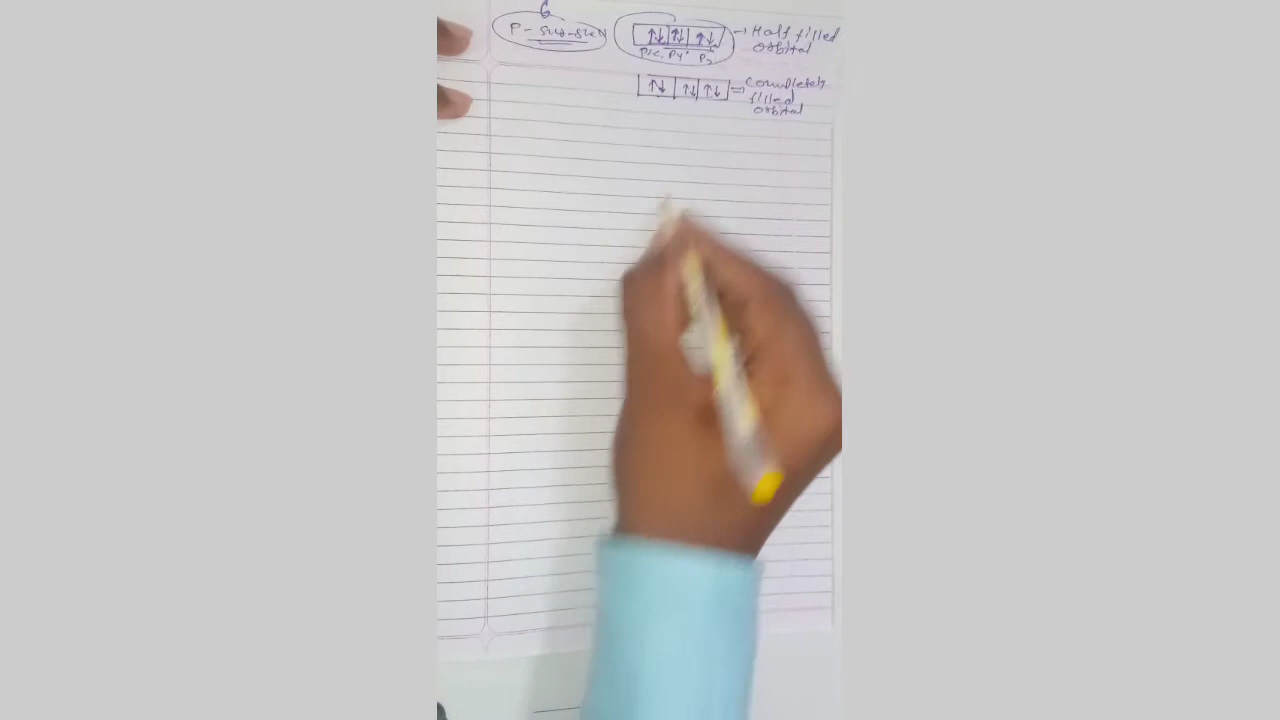 6
P - sub-shell
↑↓ ↑↓ ↑↓ → Half filled orbital
Px Py Pz
↑↓ ↑↓ ↑↓ → Completely filled orbital